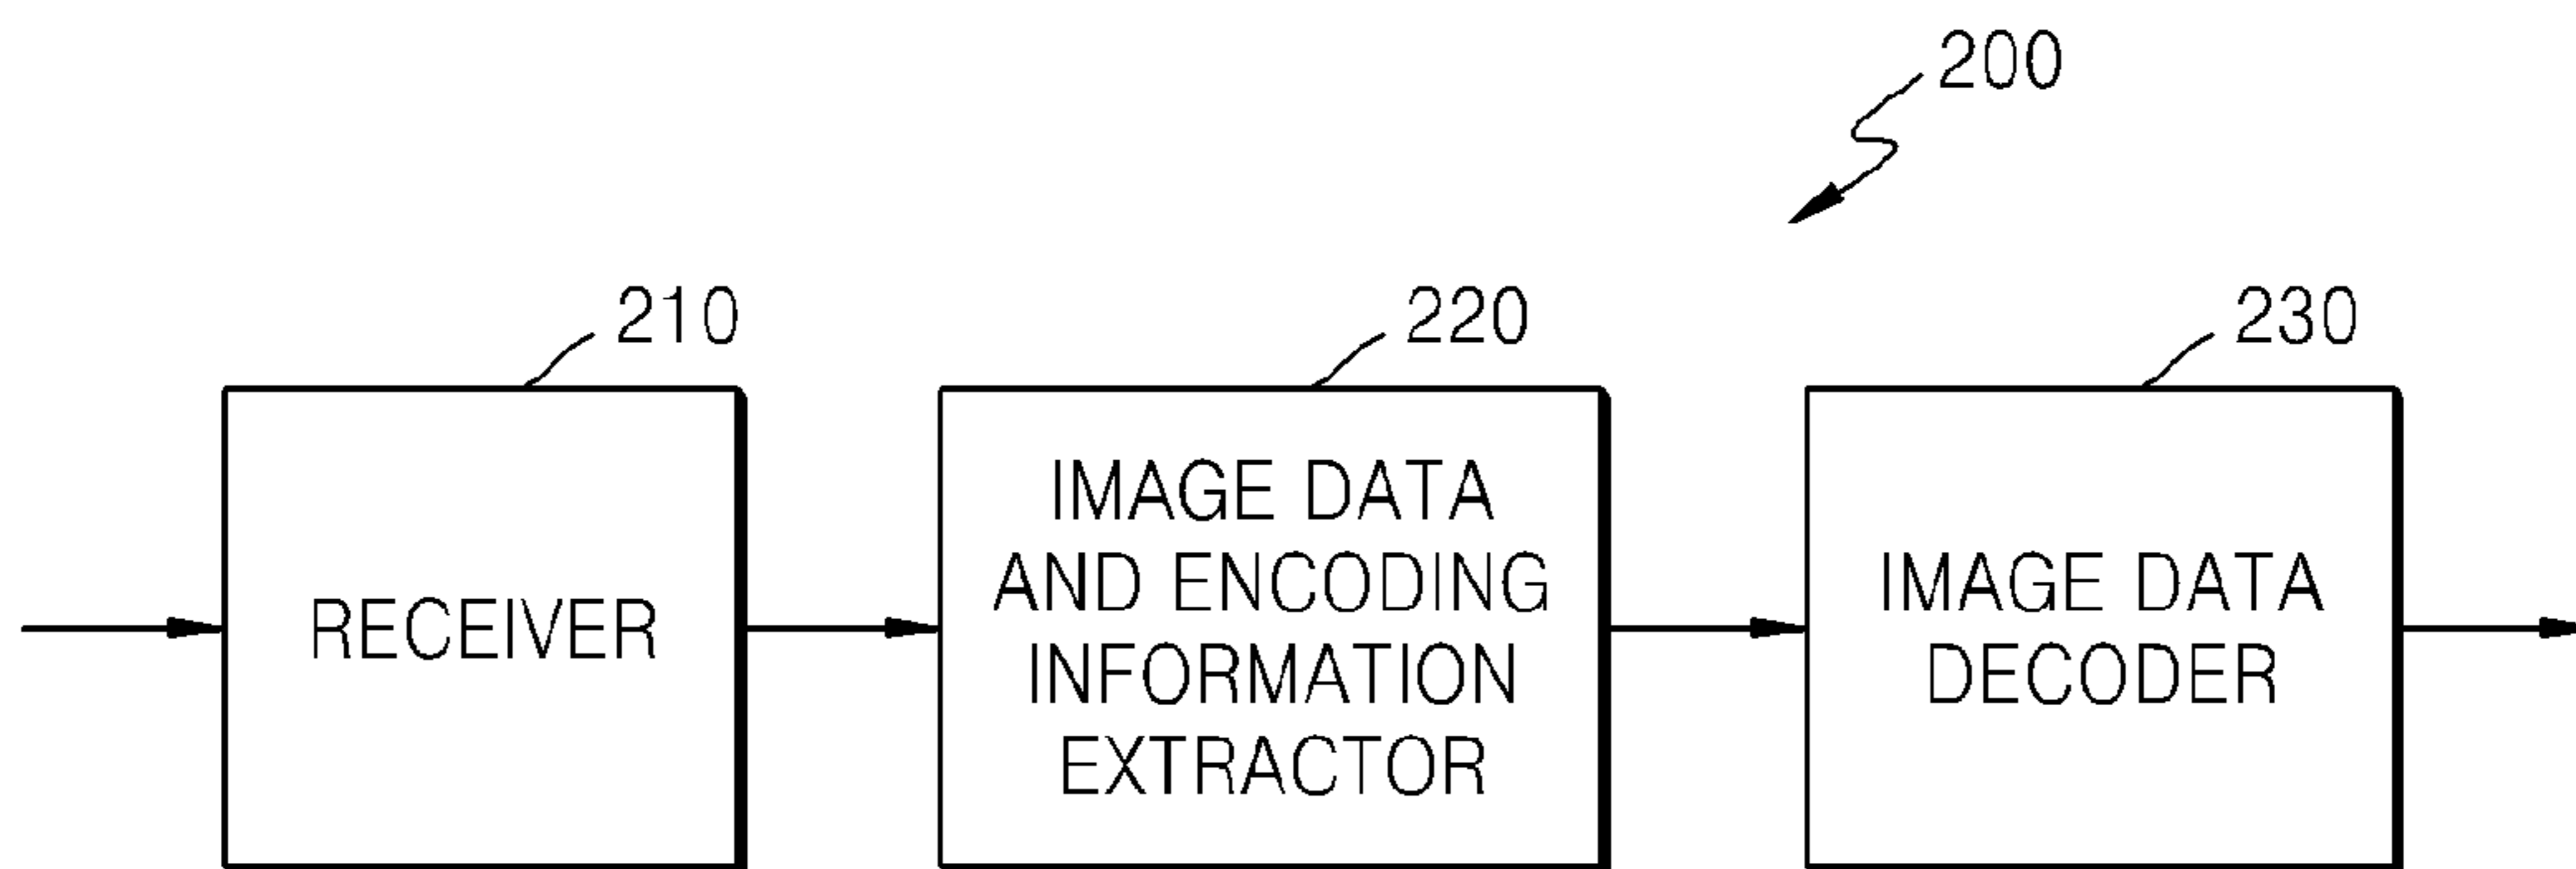 200
210
220
230
RECEIVER
IMAGE DATA
AND ENCODING
INFORMATION
EXTRACTOR
IMAGE DATA
DECODER